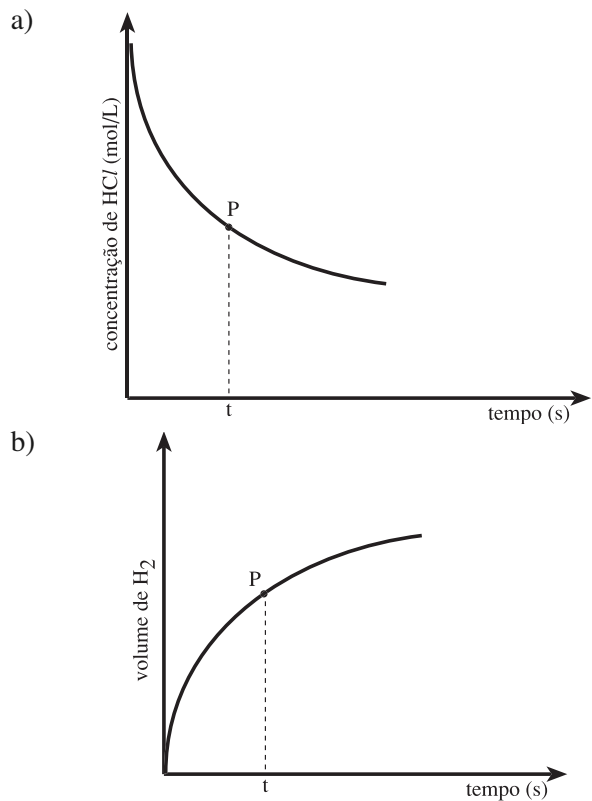 a)
concentração de HCl (mol/L)
P
t
tempo (s)
b)
volume de H2
P
t
tempo (s)